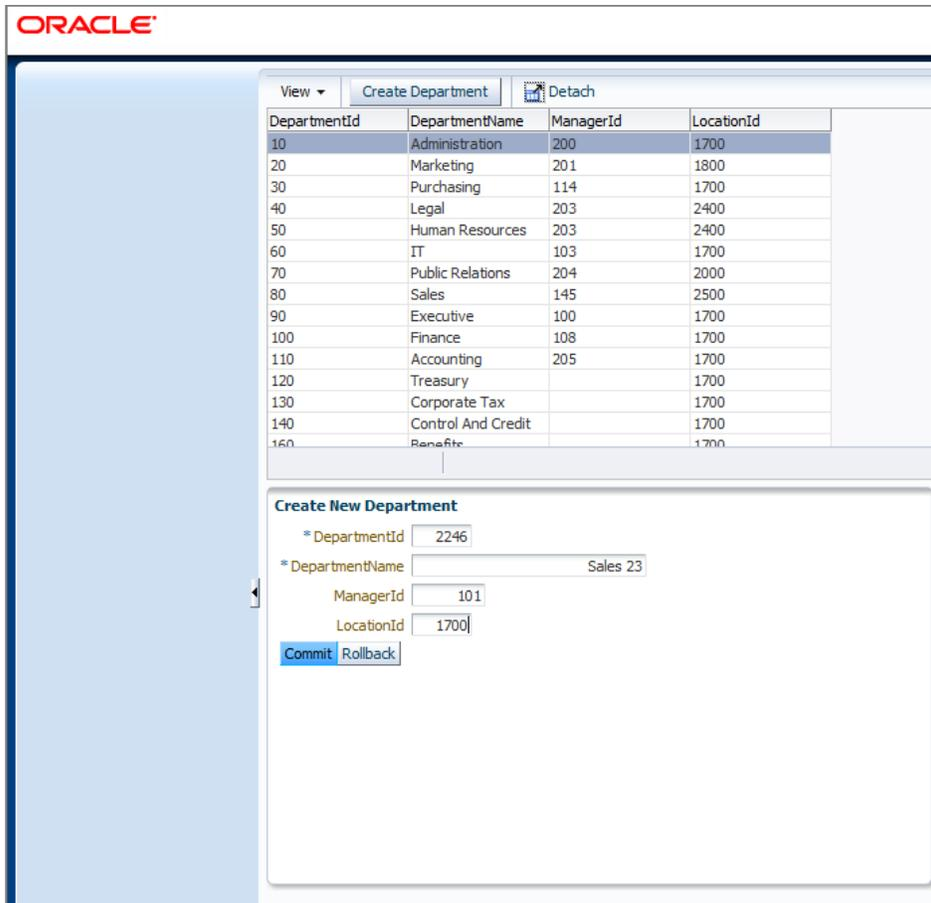 ORACLE
View Create Department Detach
DepartmentId DepartmentName ManagerId LocationId
10 Administration 200 1700
20 Marketing 201 1800
30 Purchasing 114 1700
40 Legal 203 2400
50 Human Resources 203 2400
60 IT 103 1700
70 Public Relations 204 2000
80 Sales 145 2500
90 Executive 100 1700
100 Finance 108 1700
110 Accounting 205 1700
120 Treasury 1700
130 Corporate Tax 1700
140 Control And Credit 1700
160 Benefits 1700
Create New Department
* DepartmentId 2246
* DepartmentName Sales 23
ManagerId 101
LocationId 1700
Commit Rollback